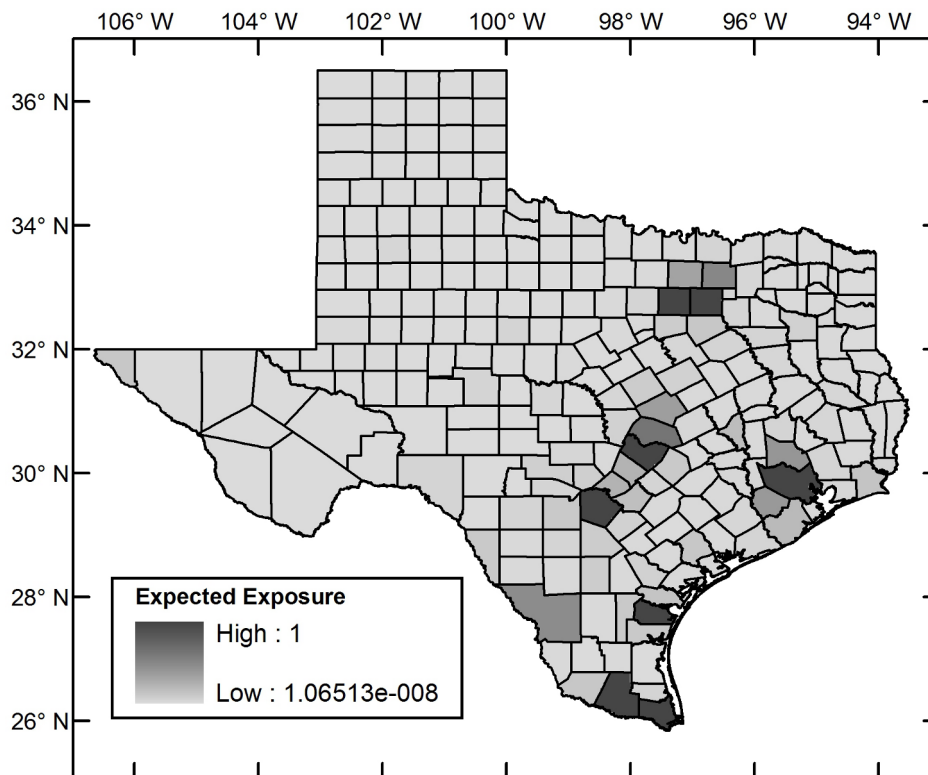 106° W 104° W 102° W 100° W 98° W 96° W 94° W
36° N
34° N
32° N
30° N
28° N
26° N
Expected Exposure
High : 1
Low : 1.06513e-008